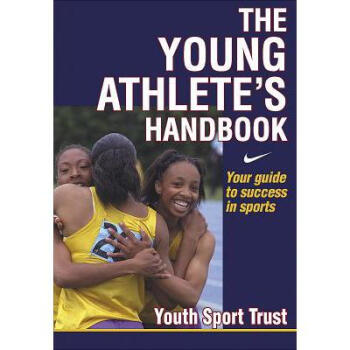 THE
YOUNG
ATHLETE'S
HANDBOOK
Your guide
to success
in sports
Youth Sport Trust